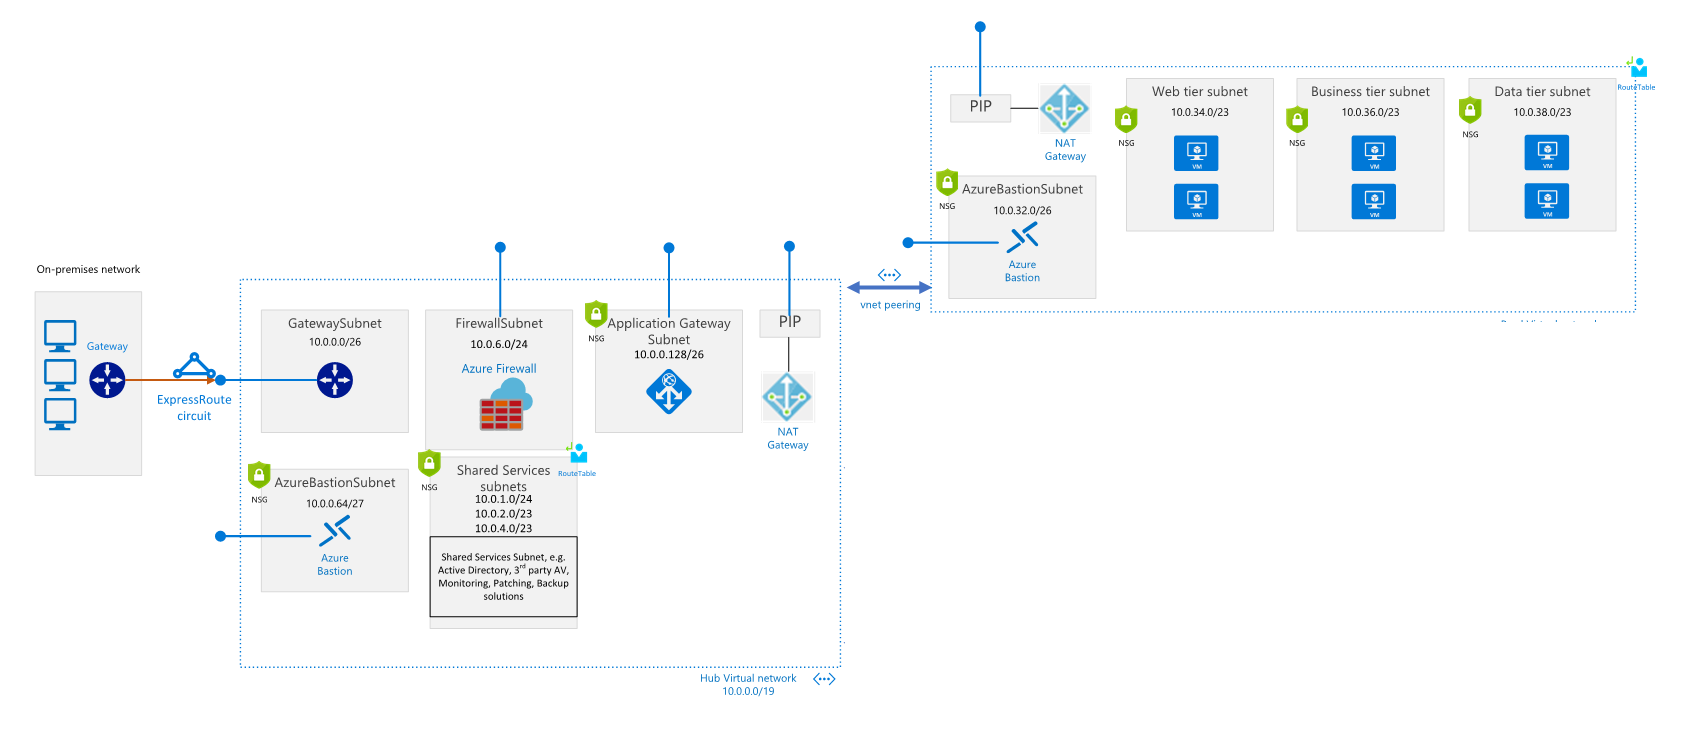 PIP
NAT
Gateway
Web tier subnet
10.0.34.0/23
NSG
VM
VM
Business tier subnet
10.0.36.0/23
NSG
VM
VM
Data tier subnet
10.0.38.0/23
NSG
VM
VM
RouteTable
AzureBastionSubnet
NSG
10.0.32.0/26
Azure
Bastion
vnet peering
On-premises network
Gateway
ExpressRoute
circuit
GatewaySubnet
10.0.0.0/26
FirewallSubnet
10.0.6.0/24
Azure Firewall
NSG
Application Gateway
Subnet
10.0.0.128/26
PIP
NAT
Gateway
NSG
AzureBastionSubnet
10.0.0.64/27
Azure
Bastion
NSG
RouteTable
Shared Services
subnets
10.0.1.0/24
10.0.2.0/23
10.0.4.0/23
Shared Services Subnet, e.g.
Active Directory, 3rd party AV,
Monitoring, Patching, Backup
solutions
Hub Virtual network
10.0.0.0/19